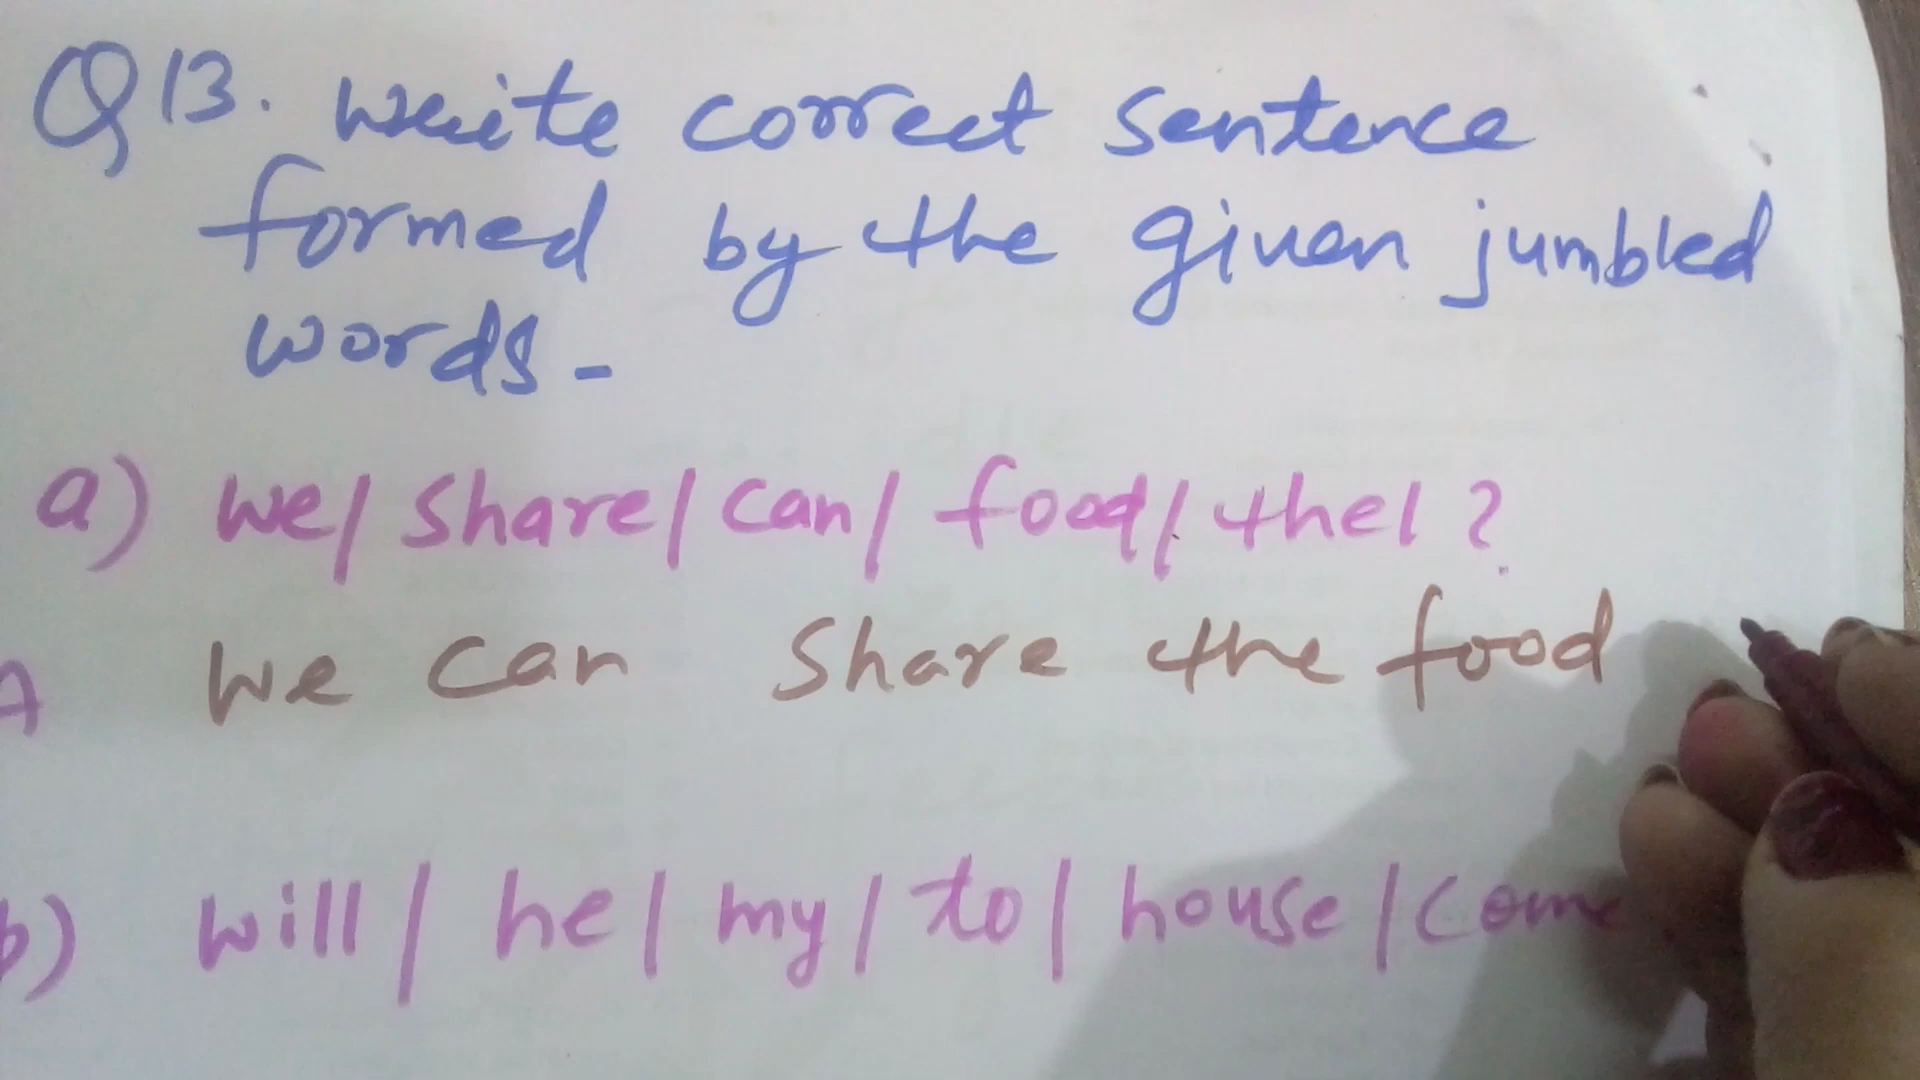 Q13. Write correct sentence
formed by the given jumbled
words-
a) we/ share/ can/ food/ the/ ?
A we can share the food
b) will/ he/ my/ to/ house/ come